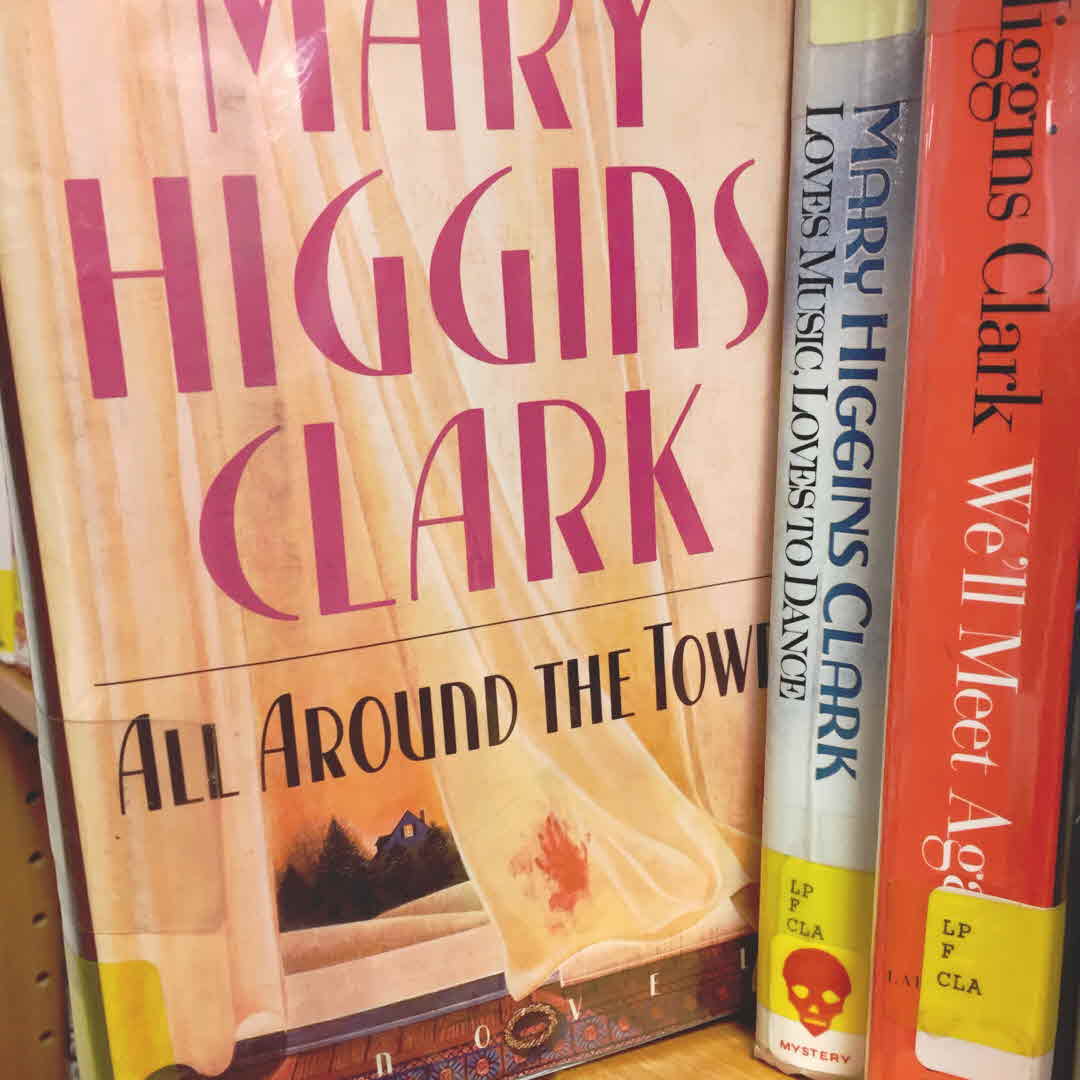 MARY
HIGGINS
CLARK
ALL AROUND THE TOWN
NOVEL
MARY HIGGINS CLARK
LOVES MUSIC, LOVES TO DANCE
LP
F
CLA
MYSTERY
Higgins Clark We'll Meet Aga
LP
F
CLA